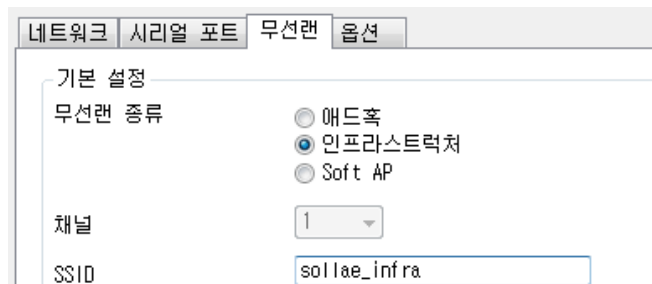 네트워크 시리얼 포트 무선랜 옵션
기본 설정
무선랜 종류
애드혹
인프라스트럭처
Soft AP
채널 1
SSID sollae_infra